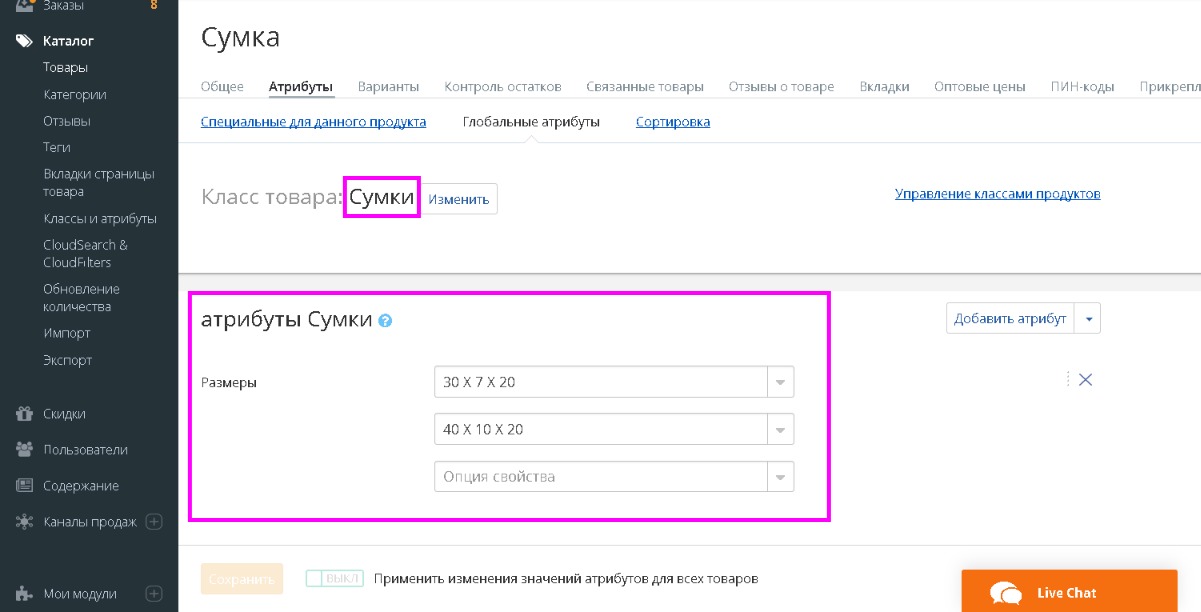 Заказы 8
Каталог
Товары
Категории
Отзывы
Теги
Вкладки страницы
товара
Классы и атрибуты
CloudSearch &
CloudFilters
Обновление
количества
Импорт
Экспорт
Скидки
Пользователи
Содержание
Каналы продаж
Мои модули
Сумка
Общее Атрибуты Варианты Контроль остатков Связанные товары Отзывы о товаре Вкладки Оптовые цены ПИН-коды Прикрепл
Специальные для данного продукта Глобальные атрибуты Сортировка
Класс товара: Сумки Изменить Управление классами продуктов
атрибуты Сумки ? Добавить атрибут
Размеры 30 X 7 X 20
40 X 10 X 20
Опция свойства
Сохранить ВЫКЛ Применить изменения значений атрибутов для всех товаров
Live Chat